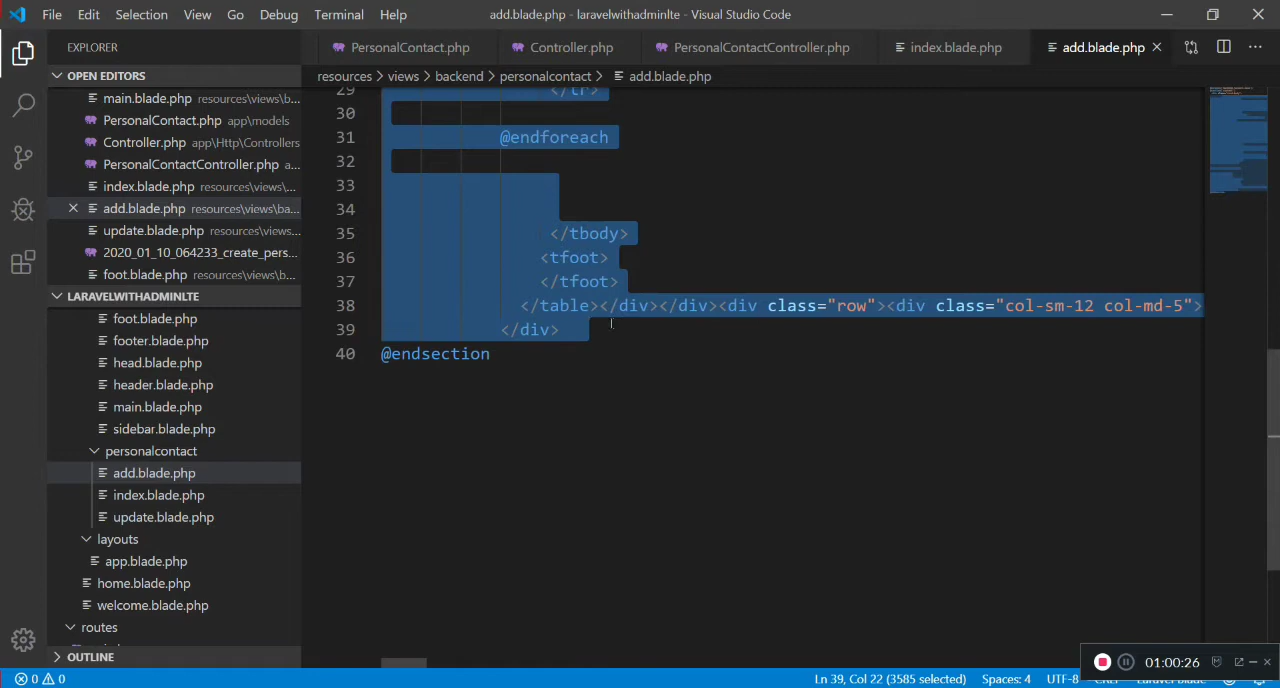 File Edit Selection View Go Debug Terminal Help add.blade.php - laravelwithadminlte - Visual Studio Code
EXPLORER
PersonalContact.php Controller.php PersonalContactController.php index.blade.php add.blade.php
OPEN EDITORS
resources > views > backend > personalcontact > add.blade.php
main.blade.php resources\views\b...
PersonalContact.php app\models
Controller.php app\Http\Controllers
PersonalContactController.php a...
index.blade.php resources\views\...
add.blade.php resources\views\ba...
update.blade.php resources\views...
2020_01_10_064233_create_pers...
foot.blade.php resources\views\b...
LARAVELWITHADMINLTE
foot.blade.php
footer.blade.php
head.blade.php
header.blade.php
main.blade.php
sidebar.blade.php
personalcontact
add.blade.php
index.blade.php
update.blade.php
layouts
app.blade.php
home.blade.php
welcome.blade.php
routes
OUTLINE
29 </tr>
30
31 @endforeach
32
33
34
35 </tbody>
36 <tfoot>
37 </tfoot>
38 </table></div></div><div class="row"><div class="col-sm-12 col-md-5">
39 </div>
40 @endsection
01:00:26
0 0 Ln 39, Col 22 (3585 selected) Spaces: 4 UTF-8 CRLF Laravel Blade